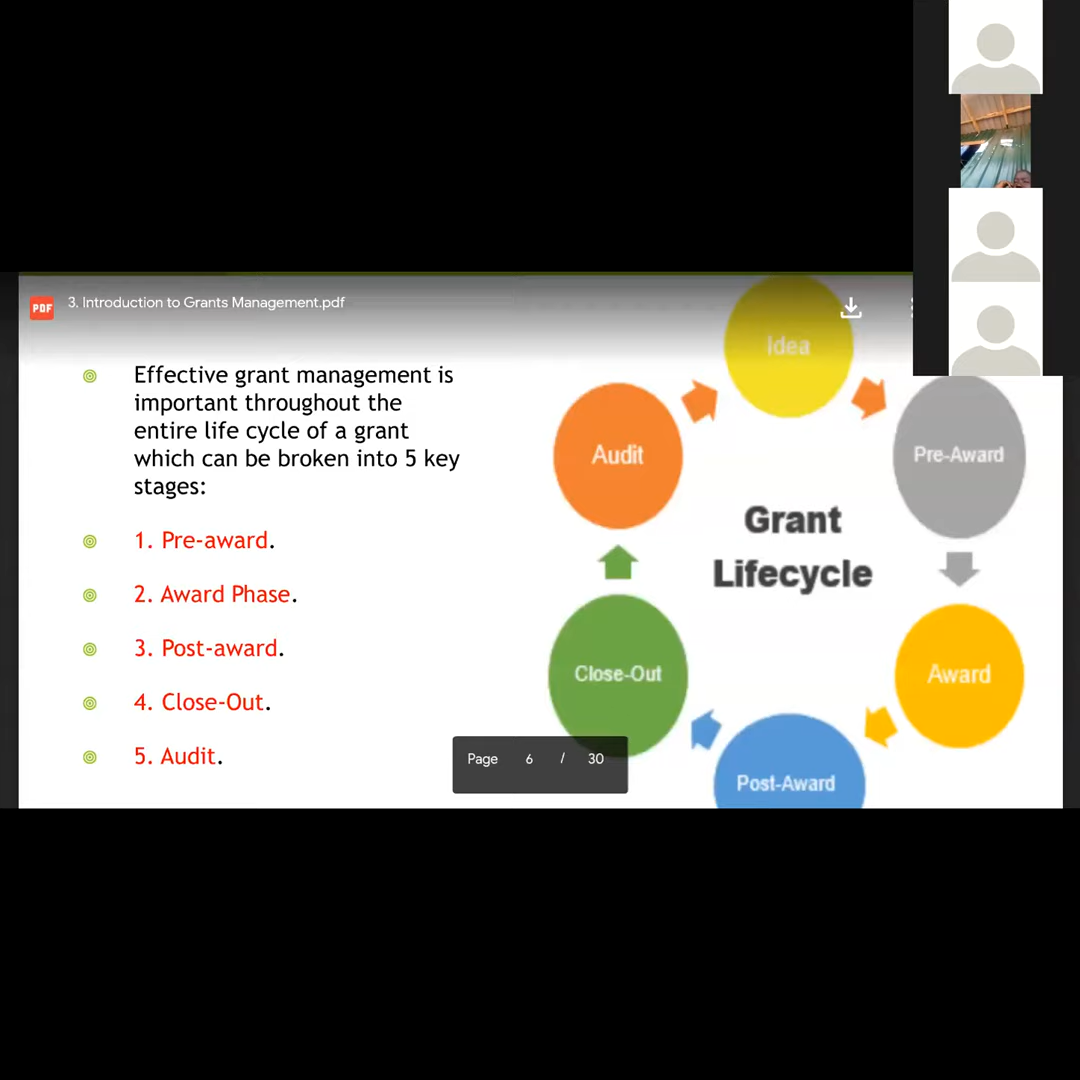 3. Introduction to Grants Management.pdf
PDF
Effective grant management is
important throughout the
entire life cycle of a grant
which can be broken into 5 key
stages:
1. Pre-award.
2. Award Phase.
3. Post-award.
4. Close-Out.
5. Audit.
Idea
Pre-Award
Award
Post-Award
Close-Out
Audit
Grant
Lifecycle
Page 6 / 30